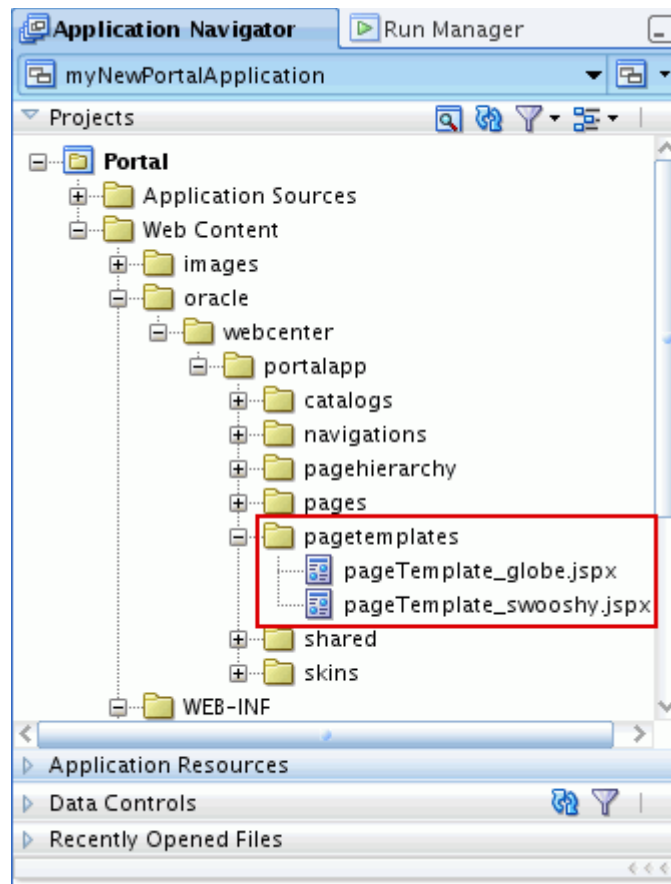 Application Navigator Run Manager
myNewPortalApplication
Projects
Portal
Application Sources
Web Content
images
oracle
webcenter
portalapp
catalogs
navigations
pagehierarchy
pages
pagetemplates
pageTemplate_globe.jspx
pageTemplate_swooshy.jspx
shared
skins
WEB-INF
Application Resources
Data Controls
Recently Opened Files